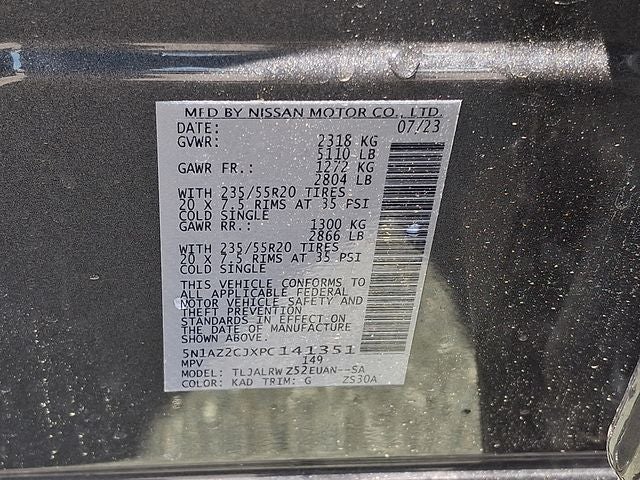 MFD BY NISSAN MOTOR CO., LTD.
DATE: 07/23
GVWR: 2318 KG
5110 LB
GAWR FR.: 1272 KG
2804 LB
WITH 235/55R20 TIRES
20 X 7.5 RIMS AT 35 PSI
COLD SINGLE
GAWR RR.: 1300 KG
2866 LB
WITH 235/55R20 TIRES
20 X 7.5 RIMS AT 35 PSI
COLD SINGLE
THIS VEHICLE CONFORMS TO
ALL APPLICABLE FEDERAL
MOTOR VEHICLE SAFETY AND
THEFT PREVENTION
STANDARDS IN EFFECT ON
THE DATE OF MANUFACTURE
SHOWN ABOVE.
5N1AZ2CJXPC141351
MPV 149
MODEL: TLJALRWZ52EUAN--SA
COLOR: KAD TRIM: G ZS30A